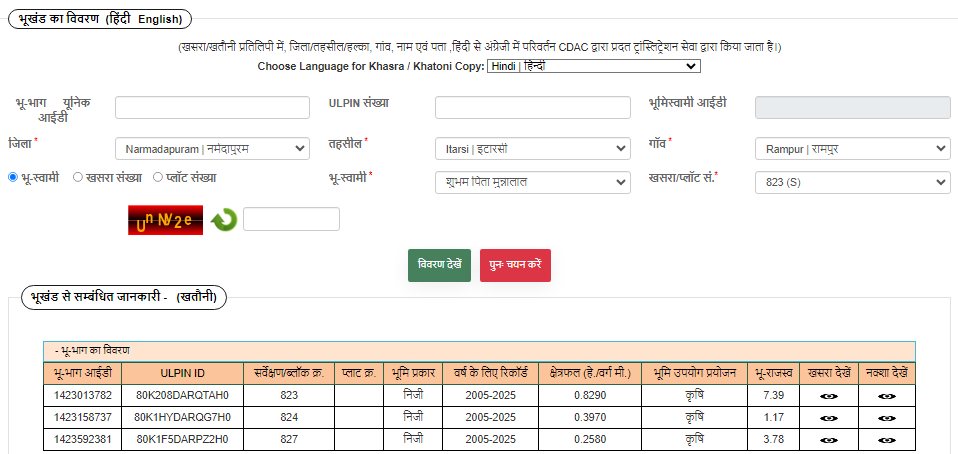 भूखंड का विवरण (हिंदी English)
(खसरा/खतौनी प्रतिलिपी में, जिला/तहसील/हल्का, गांव, नाम एवं पता ,हिंदी से अंग्रेजी में परिवर्तन CDAC द्वारा प्रदत ट्रांस्लिट्रेशन सेवा द्वारा किया जाता है।)
Choose Language for Khasra / Khatoni Copy: Hindi | हिन्दी
भू-भाग यूनिक आईडी ULPIN संख्या भूमिस्वामी आईडी
जिला * Narmadapuram | नर्मदापुरम तहसील * Itarsi | इटारसी गाँव * Rampur | रामपुर
भू-स्वामी खसरा संख्या प्लॉट संख्या भू-स्वामी * शुभम पिता मुन्नालाल खसरा/प्लॉट सं.* 823 (S)
विवरण देखें पुनः चयन करें
भूखंड से सम्बंधित जानकारी - (खतौनी)
- भू-भाग का विवरण
भू-भाग आईडी ULPIN ID सर्वेक्षण/ब्लॉक क्र. प्लाट क्र. भूमि प्रकार वर्ष के लिए रिकॉर्ड क्षेत्रफल (हे./वर्ग मी.) भूमि उपयोग प्रयोजन भू-राजस्व खसरा देखें नक्शा देखें
1423013782 80K208DARQTAH0 823 निजी 2005-2025 0.8290 कृषि 7.39
1423158737 80K1HYDARQG7H0 824 निजी 2005-2025 0.3970 कृषि 1.17
1423592381 80K1F5DARPZ2H0 827 निजी 2005-2025 0.2580 कृषि 3.78